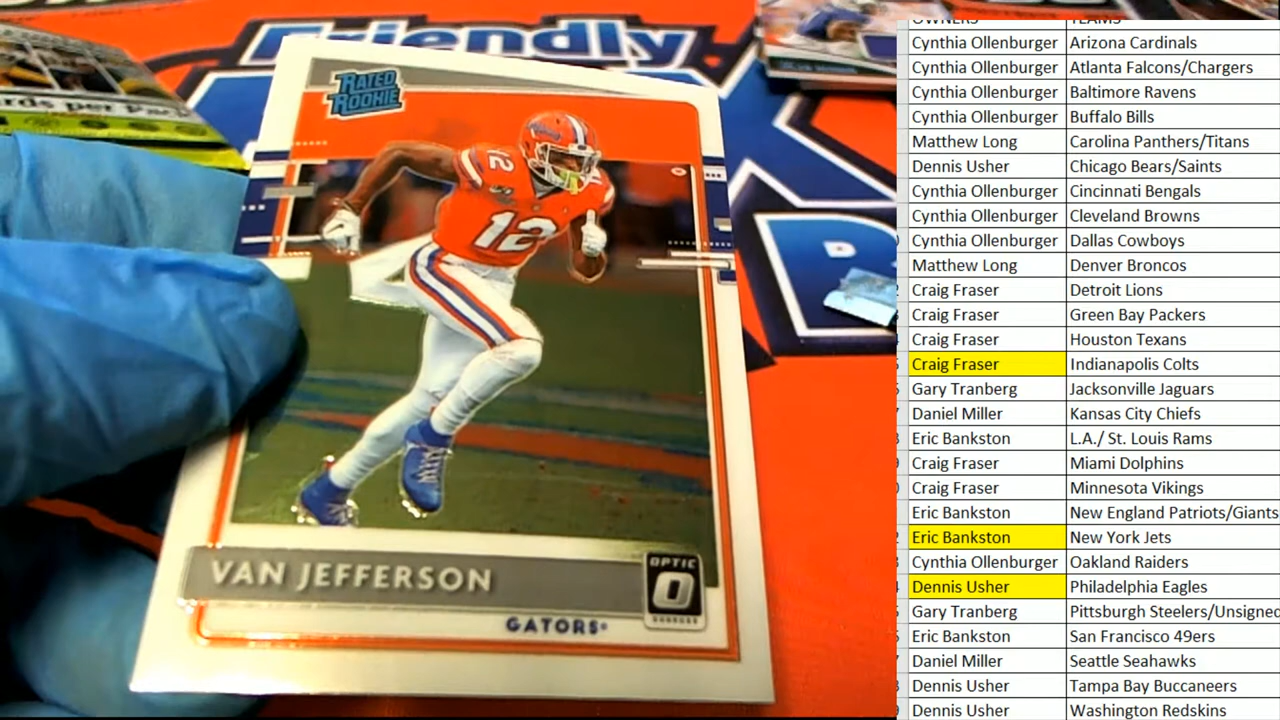 Friendly
RATED
ROOKIE
ards per Pack
12
12
VAN JEFFERSON
OPTIC
GATORS
OWNERS TEAMS
Cynthia Ollenburger Arizona Cardinals
Cynthia Ollenburger Atlanta Falcons/Chargers
Cynthia Ollenburger Baltimore Ravens
Cynthia Ollenburger Buffalo Bills
Matthew Long Carolina Panthers/Titans
Dennis Usher Chicago Bears/Saints
Cynthia Ollenburger Cincinnati Bengals
Cynthia Ollenburger Cleveland Browns
Cynthia Ollenburger Dallas Cowboys
Matthew Long Denver Broncos
Craig Fraser Detroit Lions
Craig Fraser Green Bay Packers
Craig Fraser Houston Texans
Craig Fraser Indianapolis Colts
Gary Tranberg Jacksonville Jaguars
Daniel Miller Kansas City Chiefs
Eric Bankston L.A./ St. Louis Rams
Craig Fraser Miami Dolphins
Craig Fraser Minnesota Vikings
Eric Bankston New England Patriots/Giants
Eric Bankston New York Jets
Cynthia Ollenburger Oakland Raiders
Dennis Usher Philadelphia Eagles
Gary Tranberg Pittsburgh Steelers/Unsigned
Eric Bankston San Francisco 49ers
Daniel Miller Seattle Seahawks
Dennis Usher Tampa Bay Buccaneers
Dennis Usher Washington Redskins